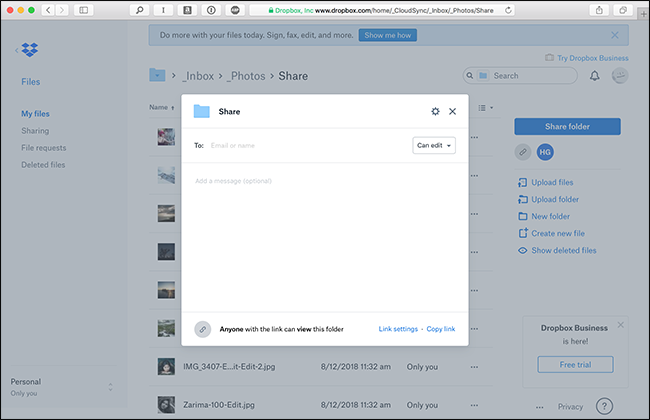 Dropbox, Inc www.dropbox.com/home/_CloudSync/_Inbox/_Photos/Share
Do more with your files today. Sign, fax, edit, and more. Show me how
Try Dropbox Business
Files
_Inbox > _Photos > Share
Search
My files
Sharing
File requests
Deleted files
Name
Share
To: Email or name
Can edit
Add a message (optional)
Anyone with the link can view this folder
Link settings · Copy link
Share folder
HG
Upload files
Upload folder
New folder
Create new file
Show deleted files
IMG_3407-E...it-Edit-2.jpg 8/12/2018 11:32 am Only you
Zarima-100-Edit.jpg 8/12/2018 11:32 am Only you
Personal
Only you
Dropbox Business
is here!
Free trial
Privacy
?